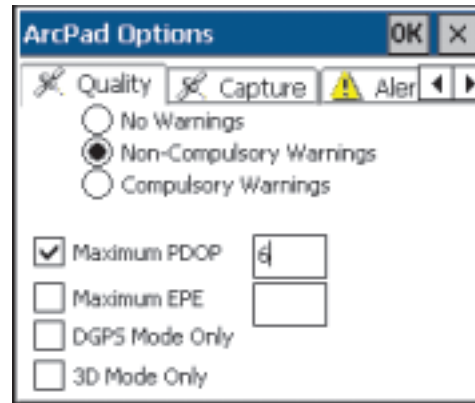 ArcPad Options OK
Quality Capture Aler
No Warnings
Non-Compulsory Warnings
Compulsory Warnings
Maximum PDOP 6
Maximum EPE
DGPS Mode Only
3D Mode Only